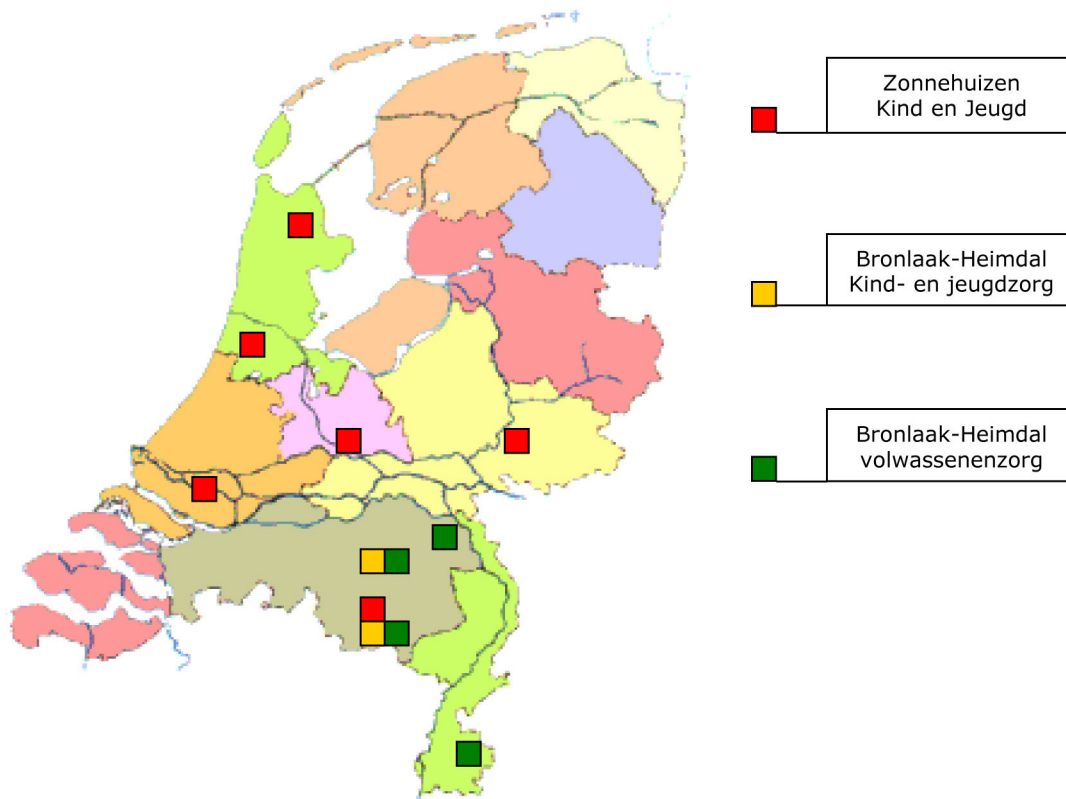 Zonnehuizen
Kind en Jeugd
Bronlaak-Heimdal
Kind- en jeugdzorg
Bronlaak-Heimdal
volwassenenzorg